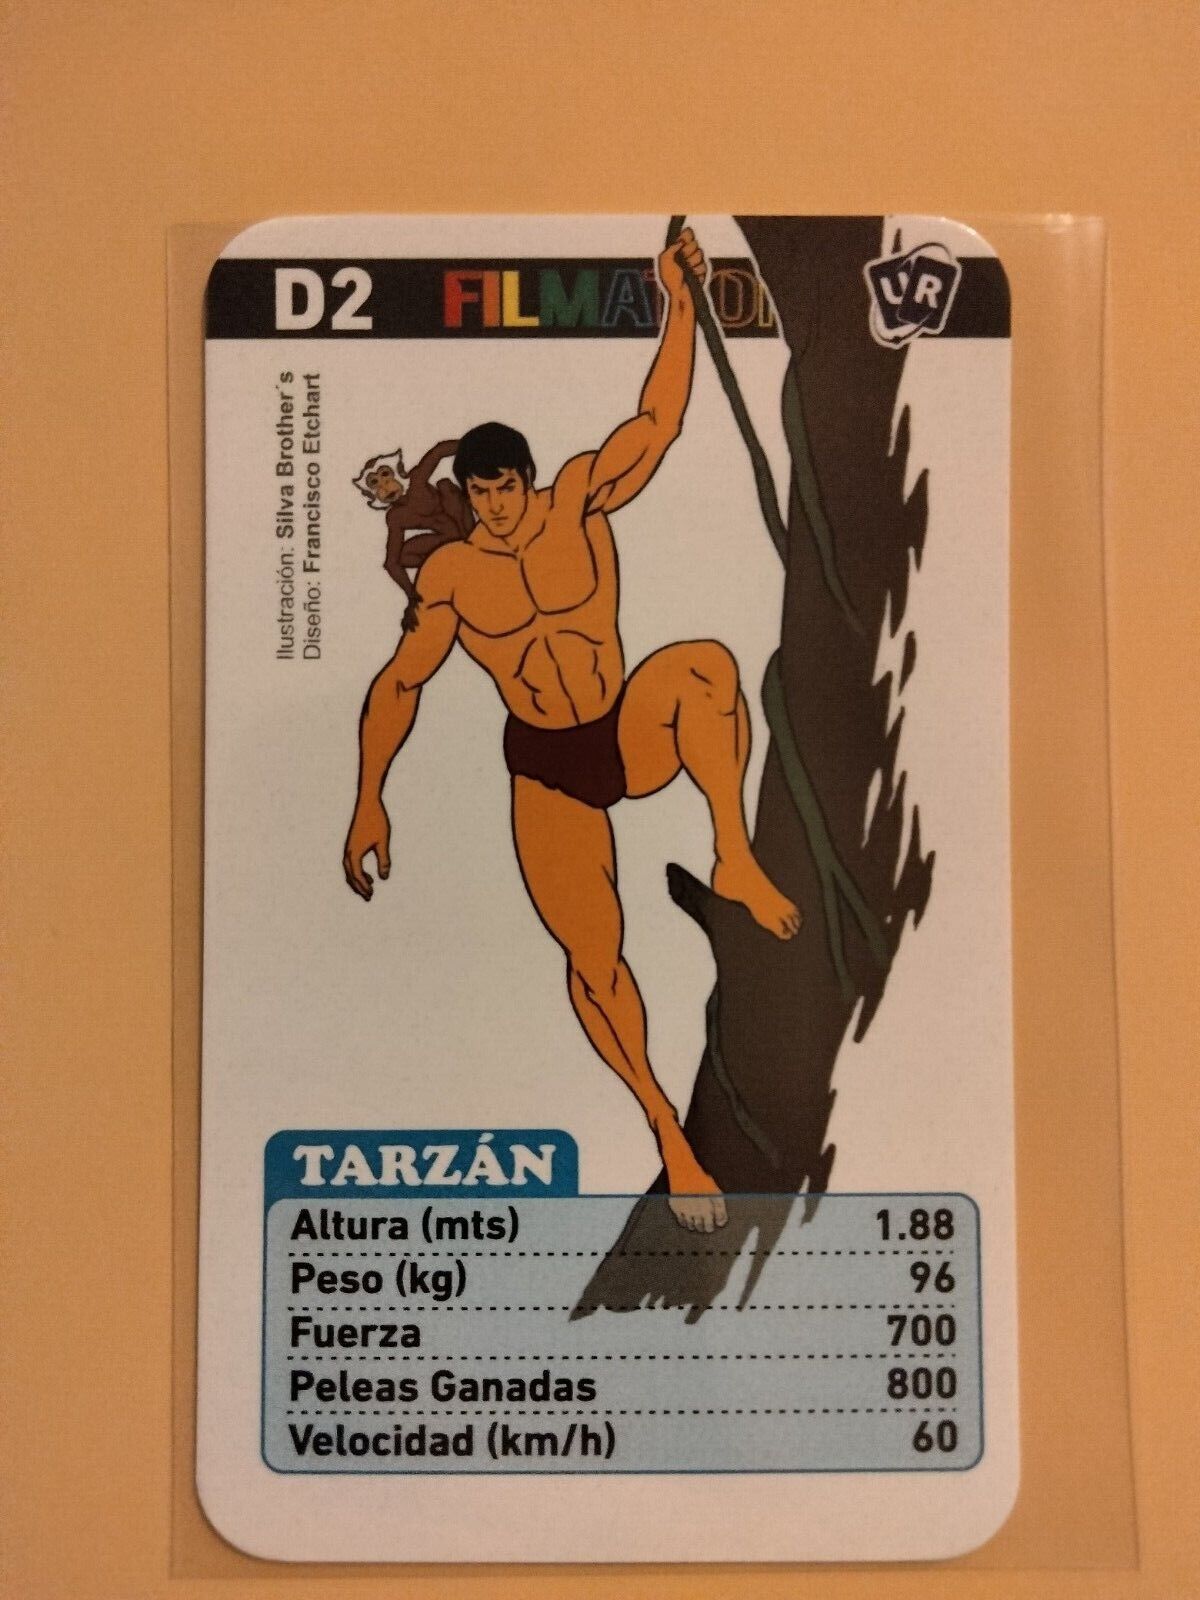 D2 FILMATION
UR
Ilustración: Silva Brother´s
Diseño: Francisco Etchart
TARZÁN
Altura (mts) 1.88
Peso (kg) 96
Fuerza 700
Peleas Ganadas 800
Velocidad (km/h) 60